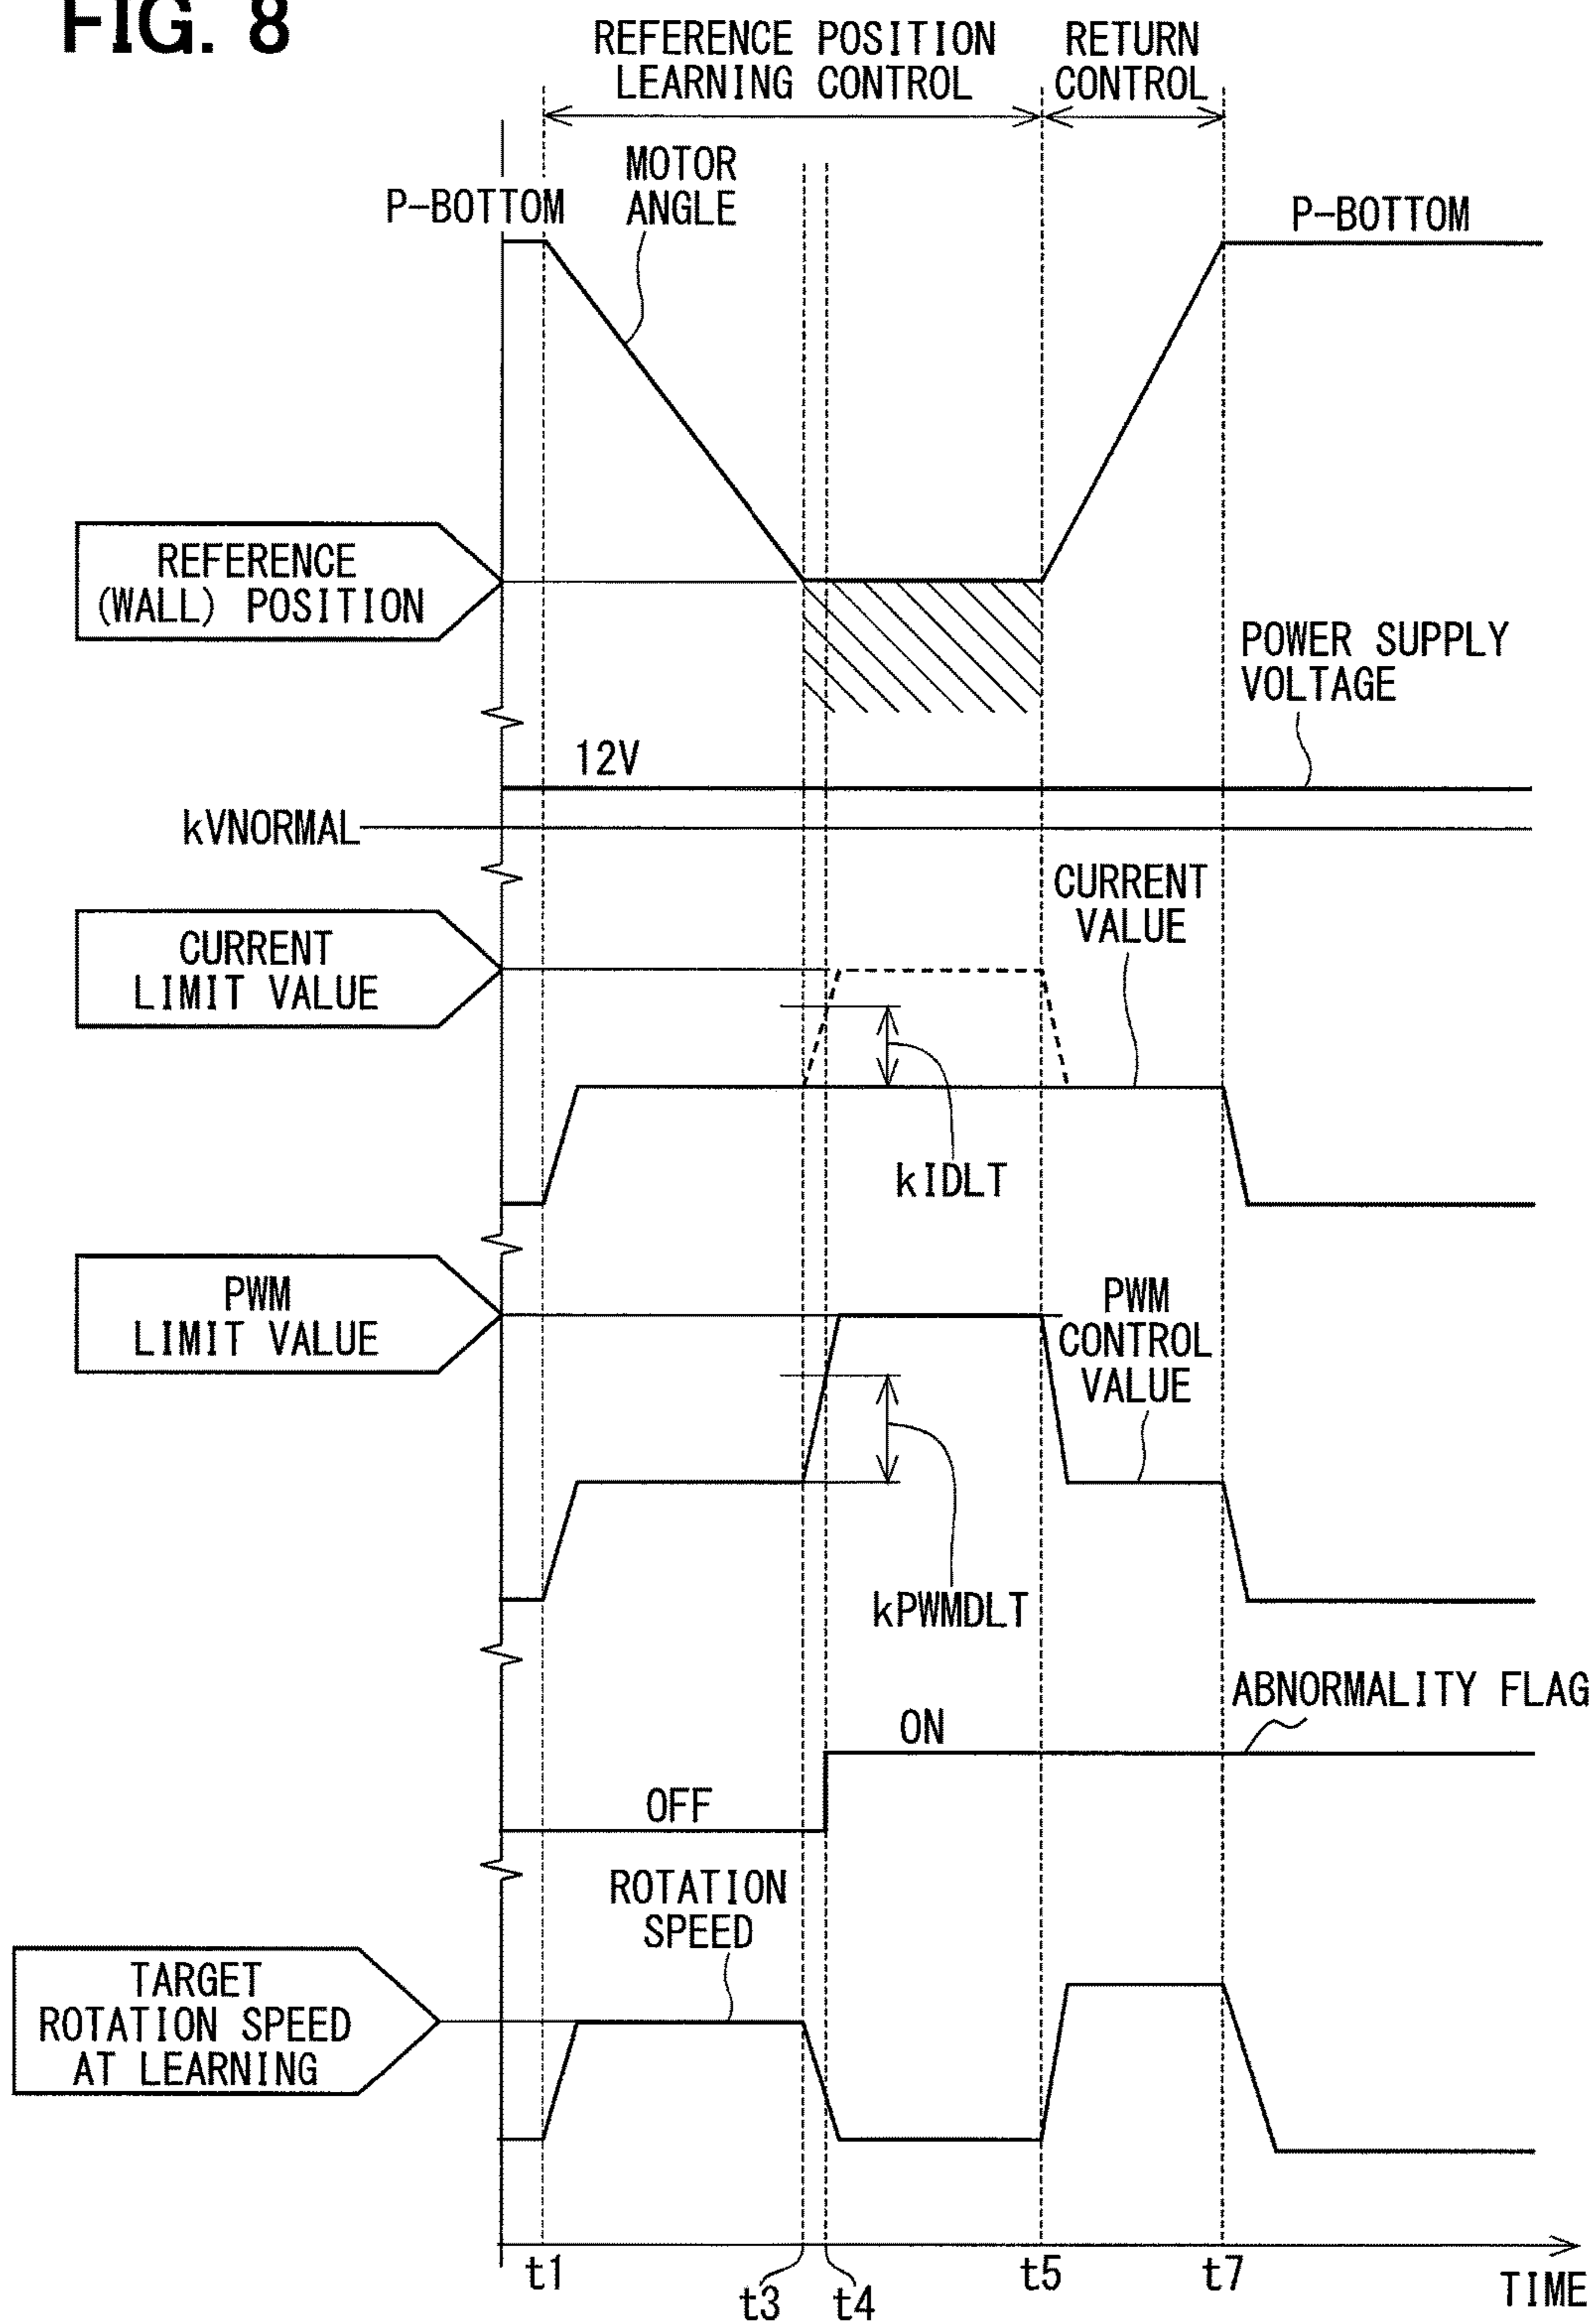 FIG. 8
REFERENCE POSITION
LEARNING CONTROL
RETURN
CONTROL
MOTOR
ANGLE
P-BOTTOM
P-BOTTOM
REFERENCE
(WALL) POSITION
POWER SUPPLY
VOLTAGE
12V
kVNORMAL
CURRENT
VALUE
CURRENT
LIMIT VALUE
kIDLT
PWM
LIMIT VALUE
PWM
CONTROL
VALUE
kPWMDLT
ABNORMALITY FLAG
ON
OFF
ROTATION
SPEED
TARGET
ROTATION SPEED
AT LEARNING
t1
t3
t4
t5
t7
TIME